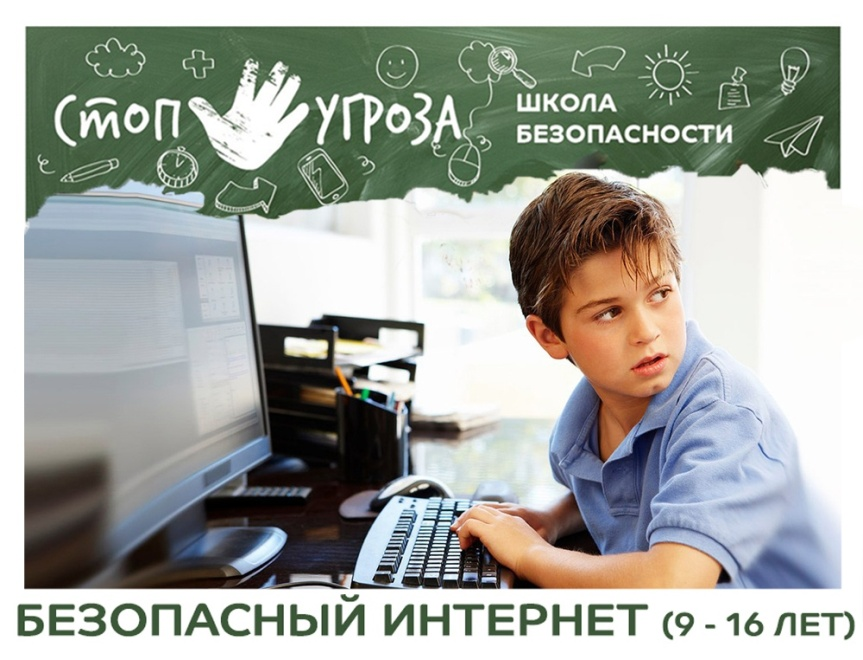 СТОП УГРОЗА
ШКОЛА
БЕЗОПАСНОСТИ
БЕЗОПАСНЫЙ ИНТЕРНЕТ (9 - 16 ЛЕТ)